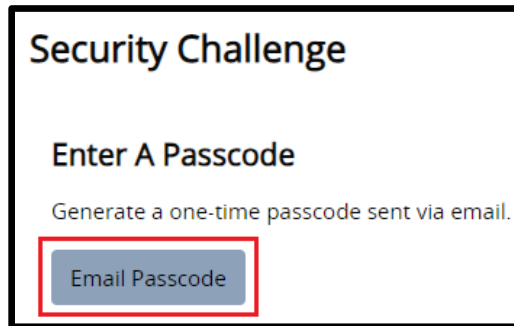 Security Challenge
Enter A Passcode
Generate a one-time passcode sent via email.
Email Passcode